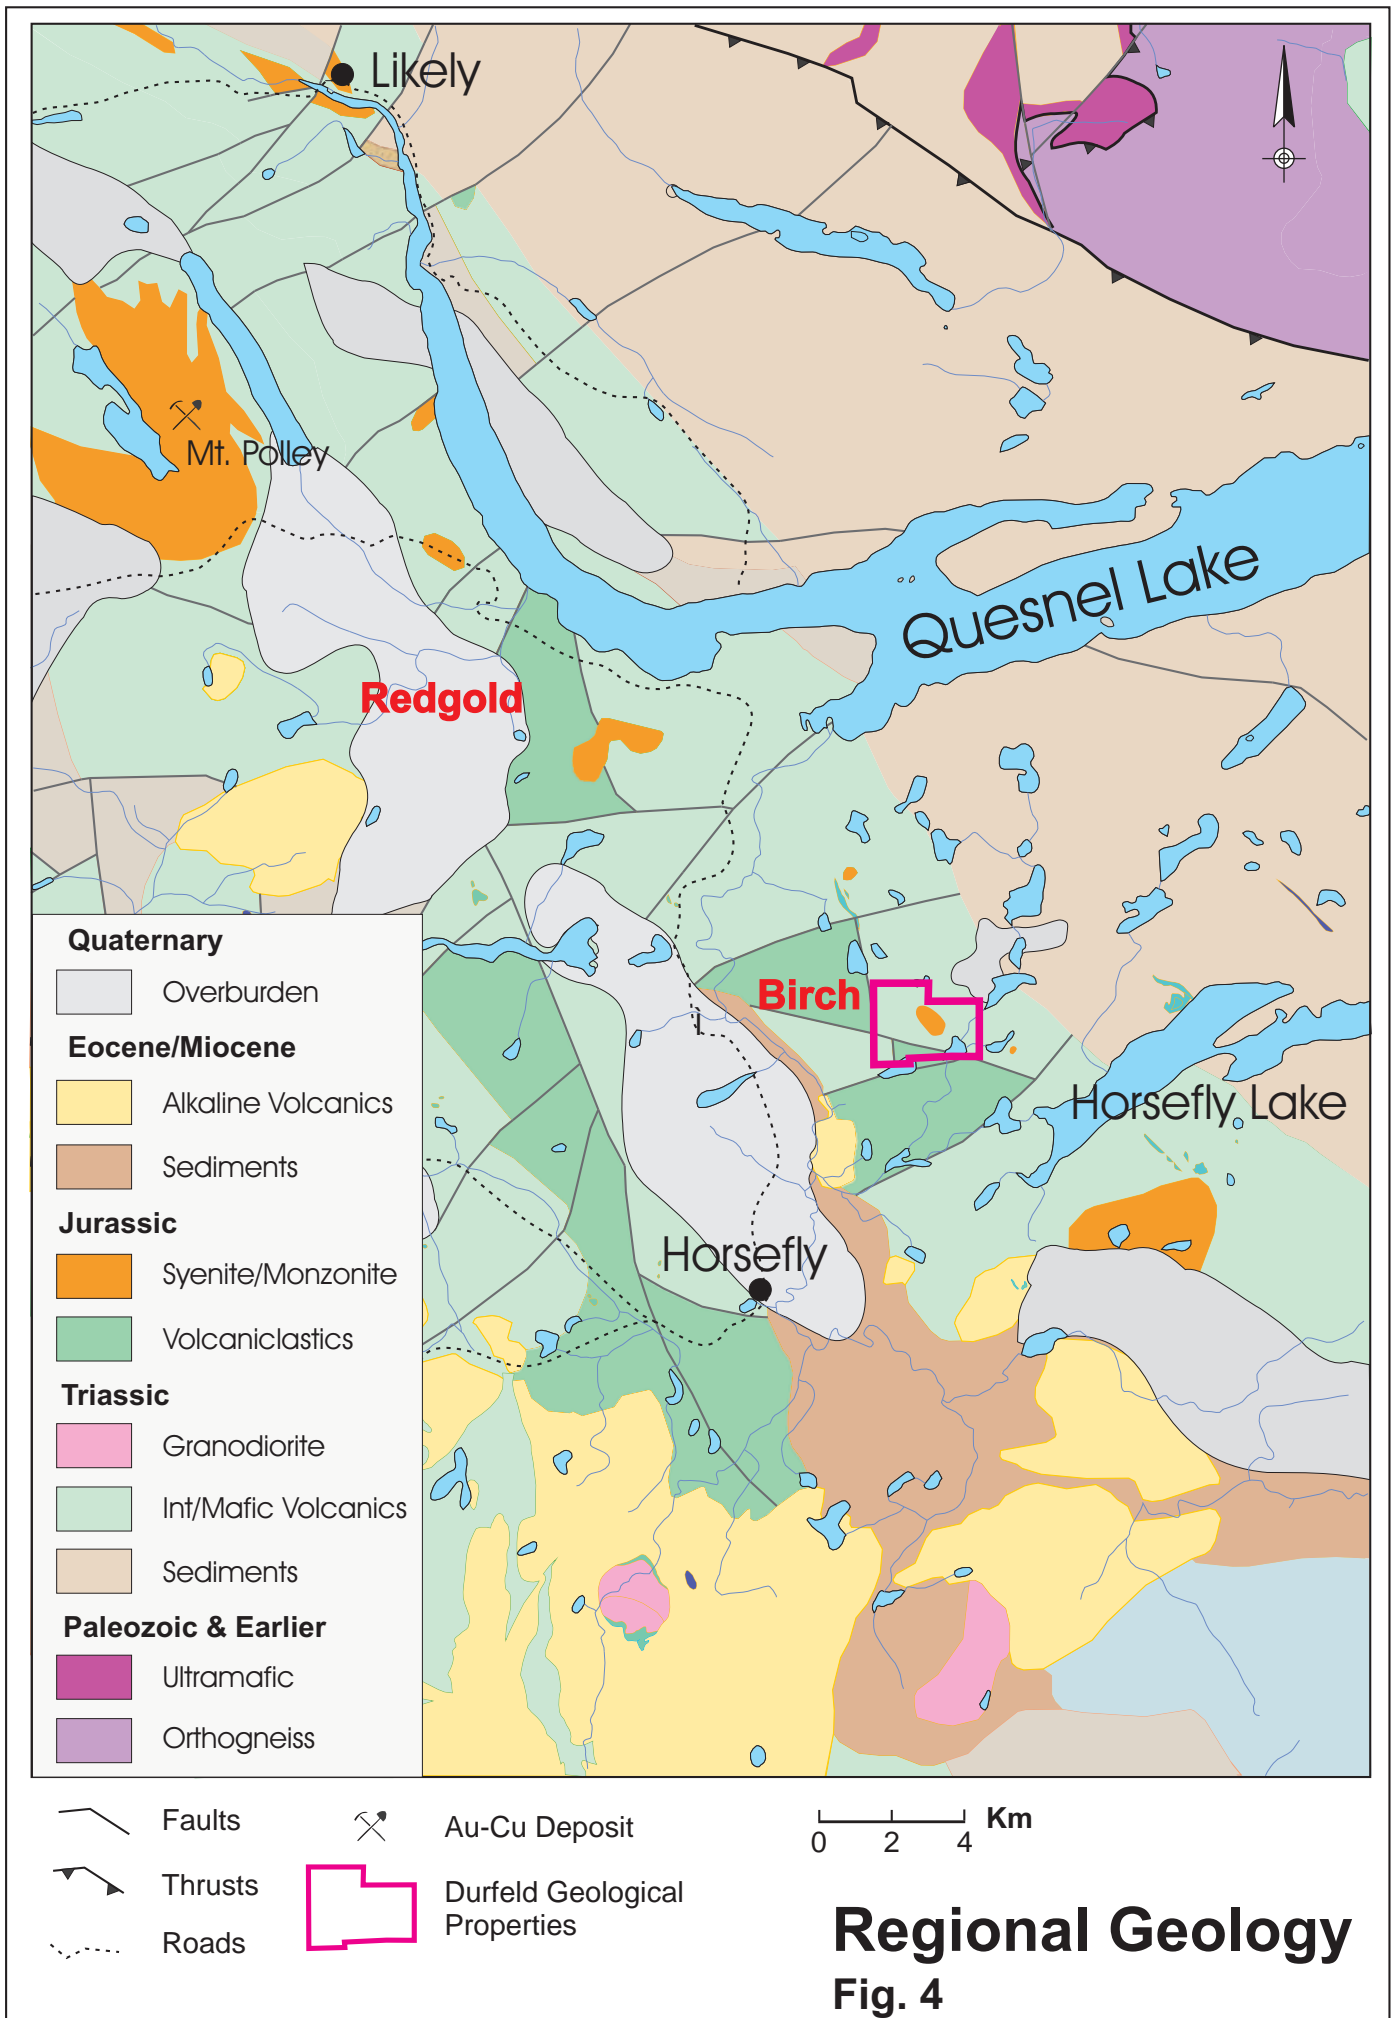 Likely
Mt. Polley
Quesnel Lake
Redgold
Birch
Horsefly Lake
Horsefly
Quaternary
Overburden
Eocene/Miocene
Alkaline Volcanics
Sediments
Jurassic
Syenite/Monzonite
Volcaniclastics
Triassic
Granodiorite
Int/Mafic Volcanics
Sediments
Paleozoic & Earlier
Ultramafic
Orthogneiss
Faults
Thrusts
Roads
Au-Cu Deposit
Durfeld Geological
Properties
Km
0 2 4
Regional Geology
Fig. 4